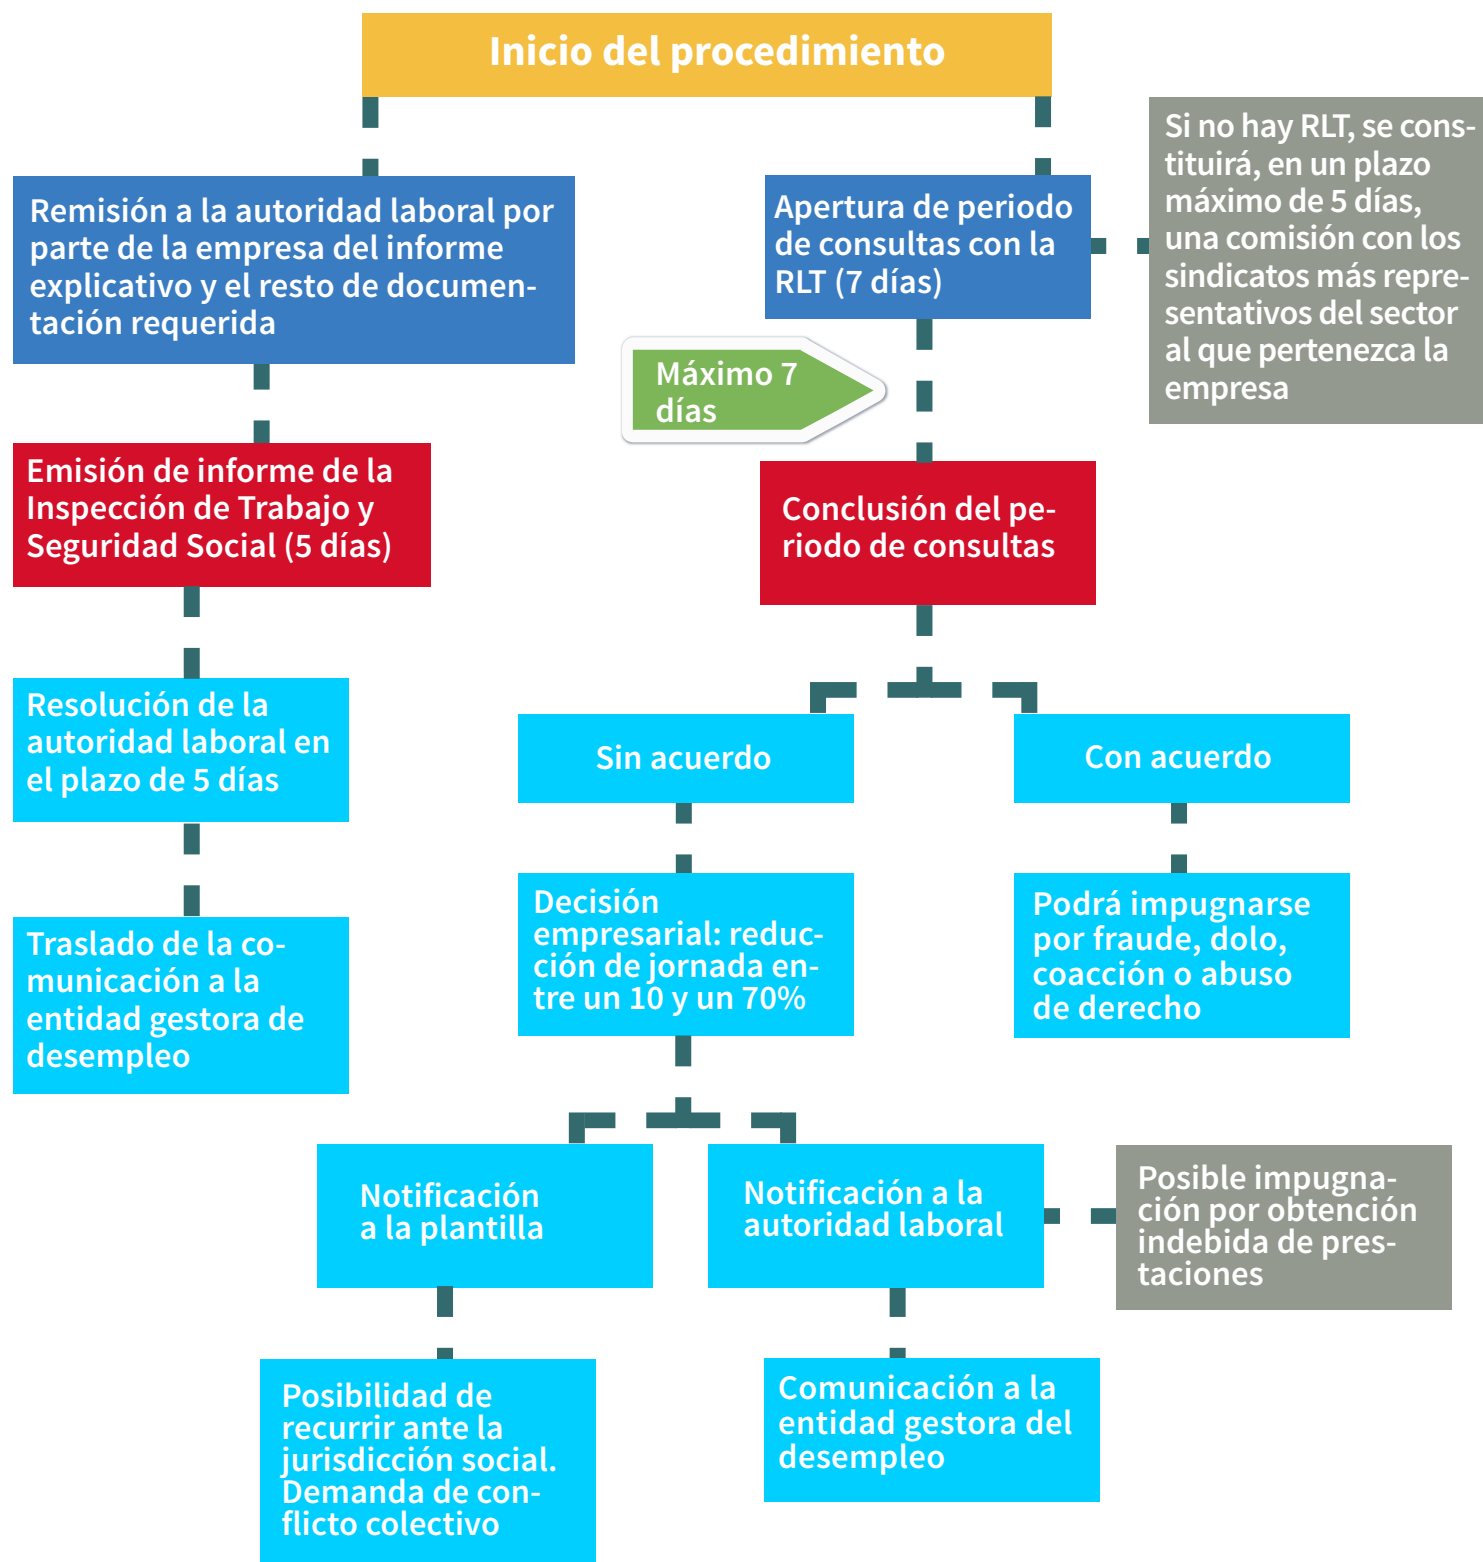 Inicio del procedimiento
Si no hay RLT, se cons-
tituirá, en un plazo
máximo de 5 días,
una comisión con los
sindicatos más repre-
sentativos del sector
al que pertenezca la
empresa
Remisión a la autoridad laboral por
parte de la empresa del informe
explicativo y el resto de documen-
tación requerida
Apertura de periodo
de consultas con la
RLT (7 días)
Máximo 7
días
Emisión de informe de la
Inspección de Trabajo y
Seguridad Social (5 días)
Conclusión del pe-
riodo de consultas
Resolución de la
autoridad laboral en
el plazo de 5 días
Sin acuerdo
Con acuerdo
Traslado de la co-
municación a la
entidad gestora de
desempleo
Decisión
empresarial: reduc-
ción de jornada en-
tre un 10 y un 70%
Podrá impugnarse
por fraude, dolo,
coacción o abuso
de derecho
Notificación
a la plantilla
Notificación a la
autoridad laboral
Posible impugna-
ción por obtención
indebida de pres-
taciones
Posibilidad de
recurrir ante la
jurisdicción social.
Demanda de con-
flicto colectivo
Comunicación a la
entidad gestora del
desempleo